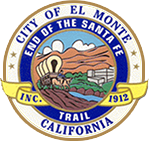 CITY OF EL MONTE
END OF THE SANTA FE
TRAIL
INC. 1912
CALIFORNIA